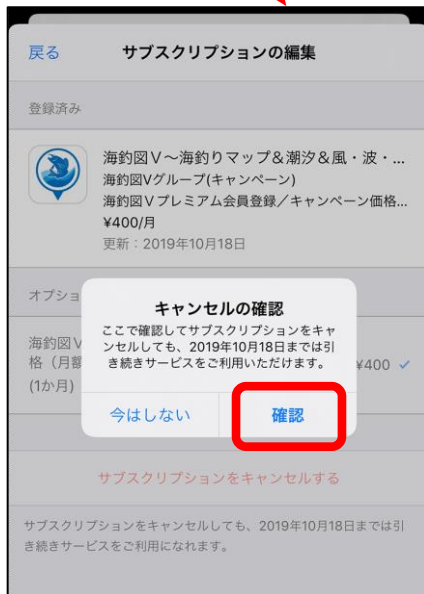 戻る サブスクリプションの編集
登録済み
海釣図V～海釣りマップ&潮汐&風・波・...
海釣図Vグループ(キャンペーン)
海釣図Vプレミアム会員登録／キャンペーン価格...
¥400/月
更新：2019年10月18日
オプショ
キャンセルの確認
ここで確認してサブスクリプションをキャ
ンセルしても、2019年10月18日までは引
き続きサービスをご利用いただけます。
海釣図V
格（月額 ¥400
(1か月)
今はしない 確認
サブスクリプションをキャンセルする
サブスクリプションをキャンセルしても、2019年10月18日までは引
き続きサービスをご利用になれます。